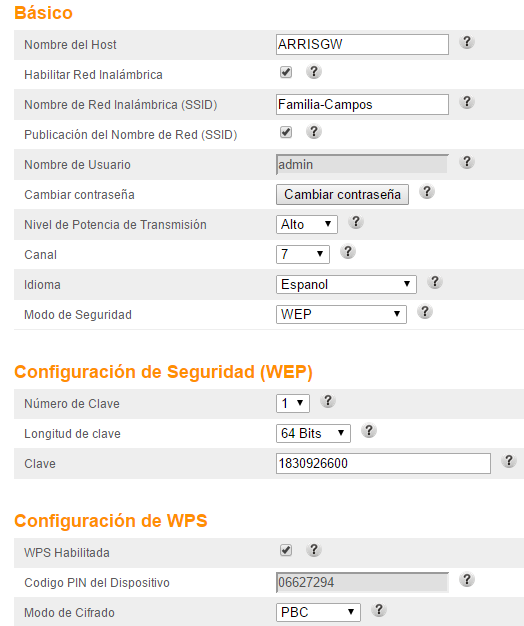 Básico
Nombre del Host ARRISGW ?
Habilitar Red Inalámbrica ?
Nombre de Red Inalámbrica (SSID) Familia-Campos ?
Publicación del Nombre de Red (SSID) ?
Nombre de Usuario admin ?
Cambiar contraseña Cambiar contraseña ?
Nivel de Potencia de Transmisión Alto ?
Canal 7 ?
Idioma Espanol ?
Modo de Seguridad WEP ?
Configuración de Seguridad (WEP)
Número de Clave 1 ?
Longitud de clave 64 Bits ?
Clave 1830926600 ?
Configuración de WPS
WPS Habilitada ?
Codigo PIN del Dispositivo 06627294 ?
Modo de Cifrado PBC ?